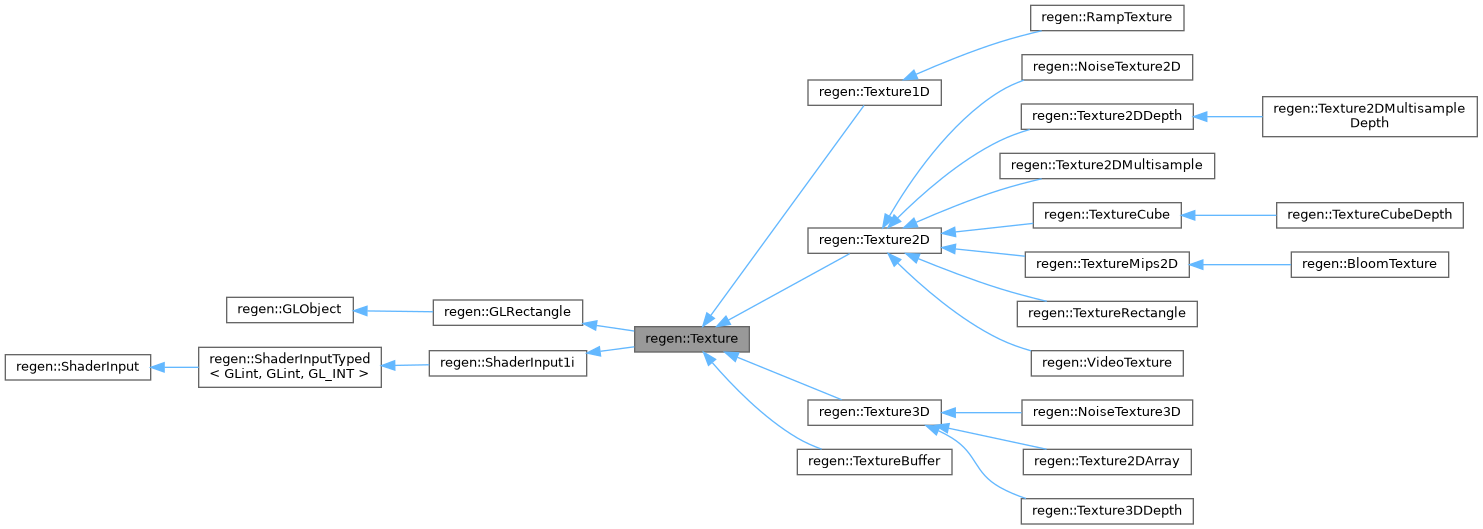 regen::RampTexture
regen::NoiseTexture2D
regen::Texture1D
regen::Texture2DMultisample
Depth
regen::Texture2DDepth
regen::Texture2DMultisample
regen::TextureCube
regen::TextureCubeDepth
regen::Texture2D
regen::TextureMips2D
regen::BloomTexture
regen::GLObject
regen::GLRectangle
regen::TextureRectangle
regen::Texture
regen::ShaderInput
regen::ShaderInputTyped
< GLint, GLint, GL_INT >
regen::ShaderInput1i
regen::VideoTexture
regen::Texture3D
regen::NoiseTexture3D
regen::TextureBuffer
regen::Texture2DArray
regen::Texture3DDepth